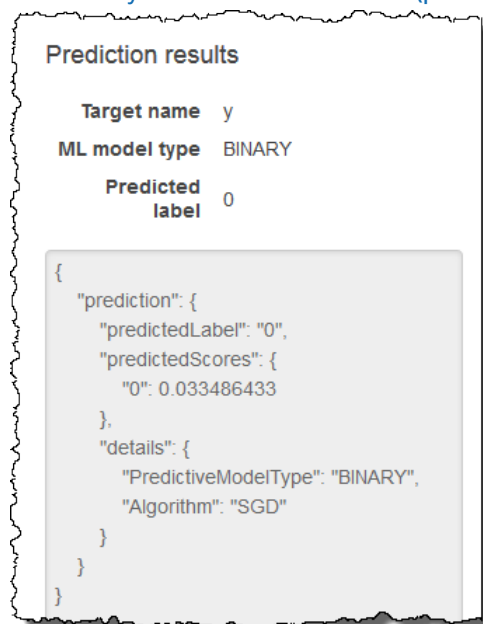 Prediction results
Target name y
ML model type BINARY
Predicted
label 0
{
"prediction": {
"predictedLabel": "0",
"predictedScores": {
"0": 0.033486433
},
"details": {
"PredictiveModelType": "BINARY",
"Algorithm": "SGD"
}
}
}